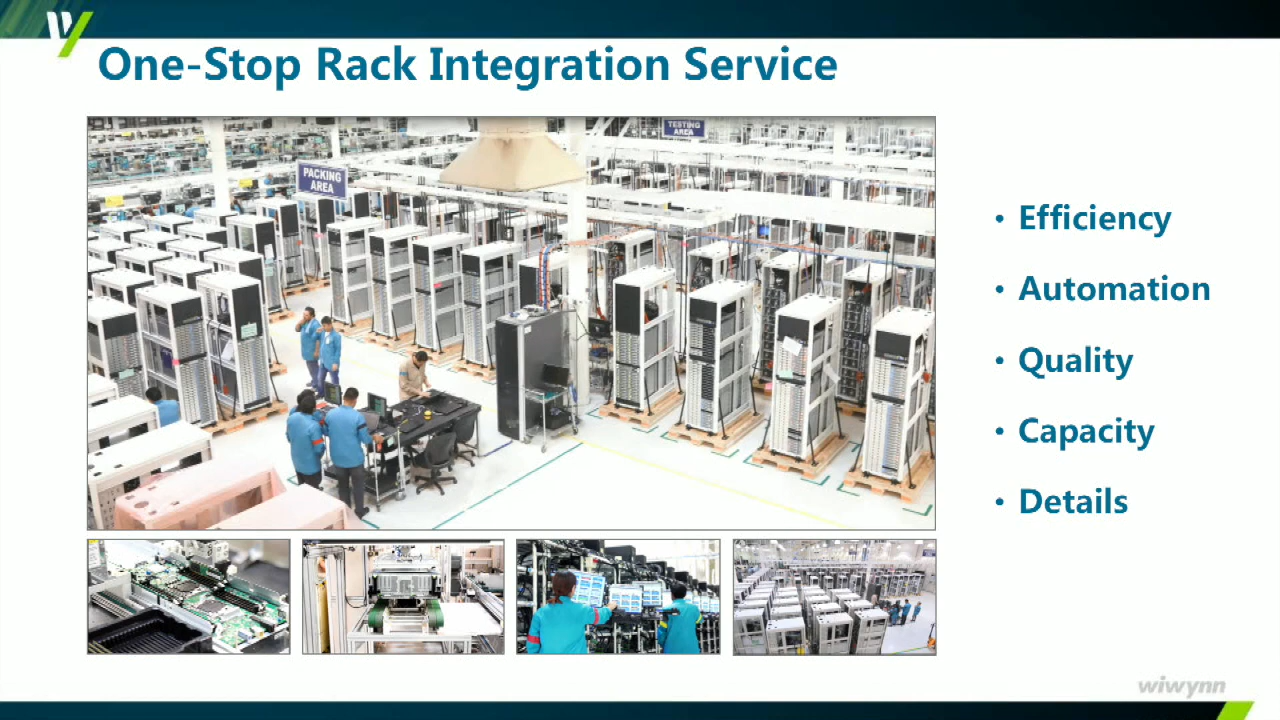 One-Stop Rack Integration Service
TESTING
AREA
PACKING
AREA
• Efficiency
• Automation
• Quality
• Capacity
• Details
wiwynn